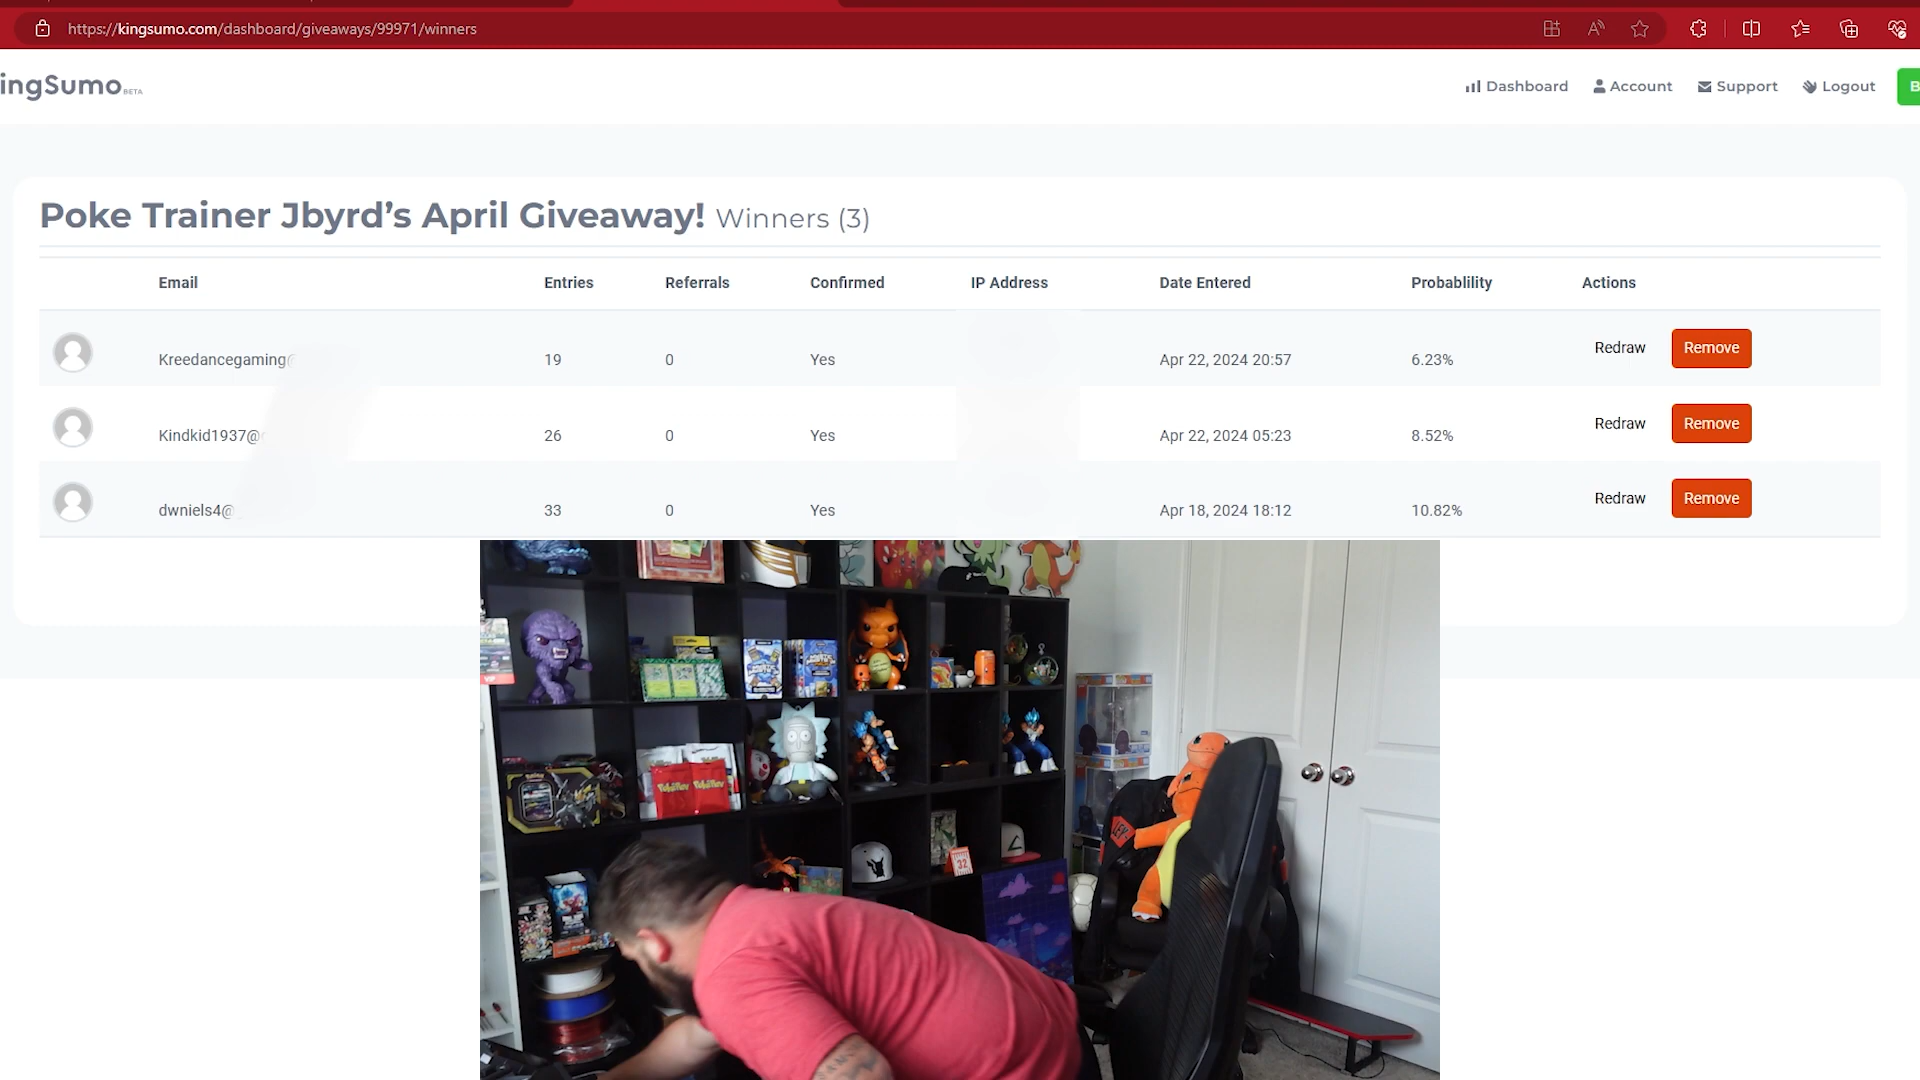 https://kingsumo.com/dashboard/giveaways/99971/winners
ingSumo BETA
Dashboard Account Support Logout B
Poke Trainer Jbyrd’s April Giveaway! Winners (3)
Email Entries Referrals Confirmed IP Address Date Entered Probablility Actions
Kreedancegaming@ 19 0 Yes Apr 22, 2024 20:57 6.23% Redraw Remove
Kindkid1937@ 26 0 Yes Apr 22, 2024 05:23 8.52% Redraw Remove
dwniels4@ 33 0 Yes Apr 18, 2024 18:12 10.82% Redraw Remove
VIP
32